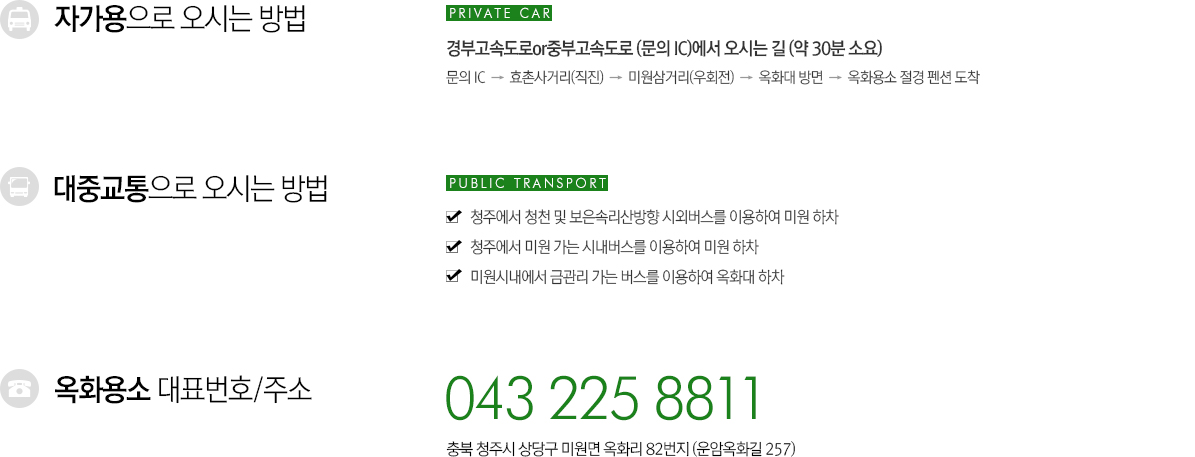 자가용으로 오시는 방법
PRIVATE CAR
경부고속도로or중부고속도로 (문의 IC)에서 오시는 길 (약 30분 소요)
문의 IC → 효촌사거리(직진) → 미원삼거리(우회전) → 옥화대 방면 → 옥화용소 절경 펜션 도착
대중교통으로 오시는 방법
PUBLIC TRANSPORT
청주에서 청천 및 보은속리산방향 시외버스를 이용하여 미원 하차
청주에서 미원 가는 시내버스를 이용하여 미원 하차
미원시내에서 금관리 가는 버스를 이용하여 옥화대 하차
옥화용소 대표번호/주소
043 225 8811
충북 청주시 상당구 미원면 옥화리 82번지 (운암옥화길 257)